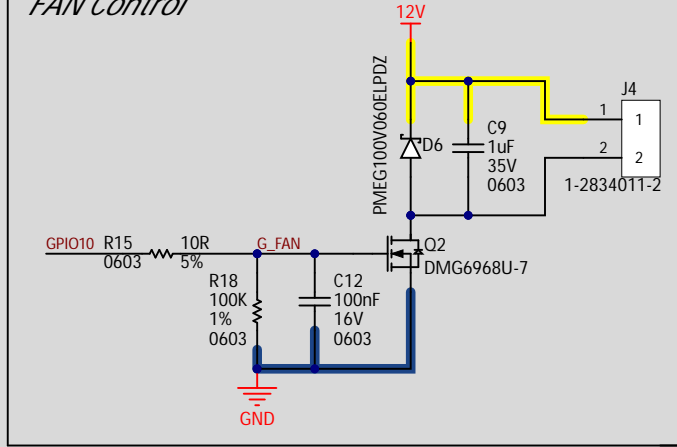 FAN Control
12V
PMEG100V060ELPDZ
D6
C9
1uF
35V
0603
J4
1
1
2
2
1-2834011-2
GPIO10
R15
0603
10R
5%
G_FAN
Q2
DMG6968U-7
R18
100K
1%
0603
C12
100nF
16V
0603
GND